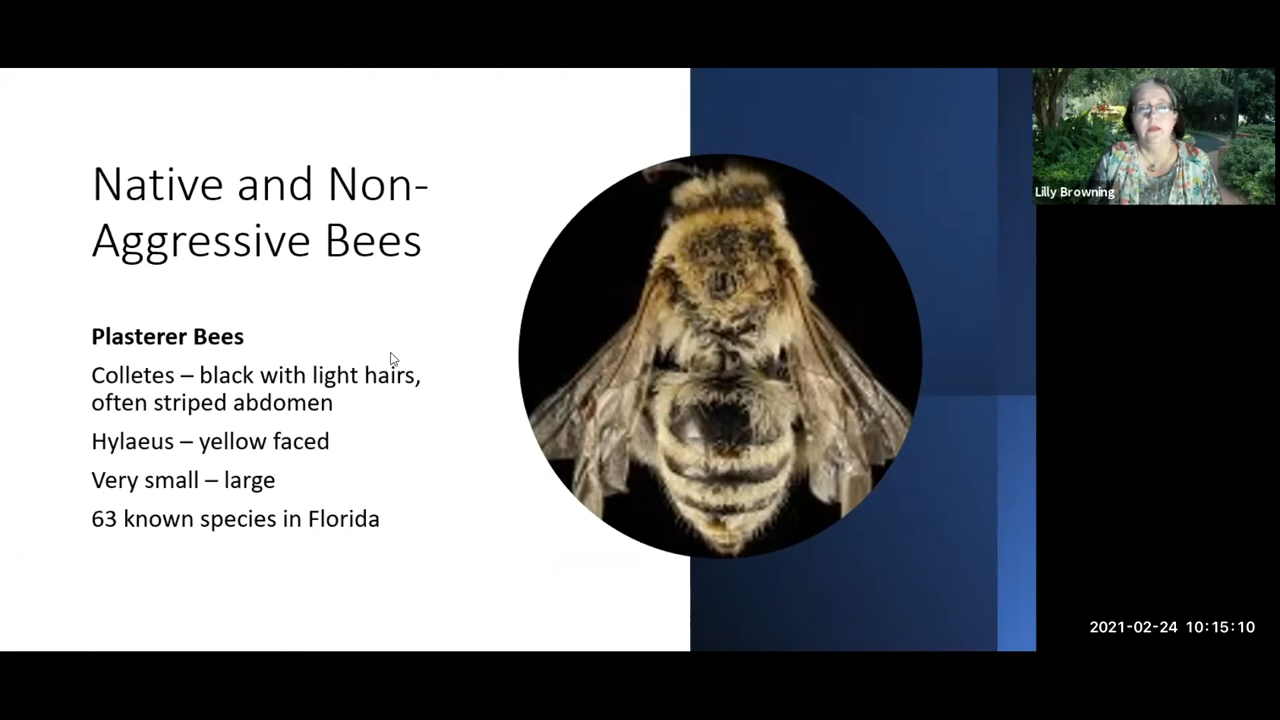 Native and Non-
Aggressive Bees
Plasterer Bees
Colletes – black with light hairs,
often striped abdomen
Hylaeus – yellow faced
Very small – large
63 known species in Florida
Lilly Browning
2021-02-24 10:15:10